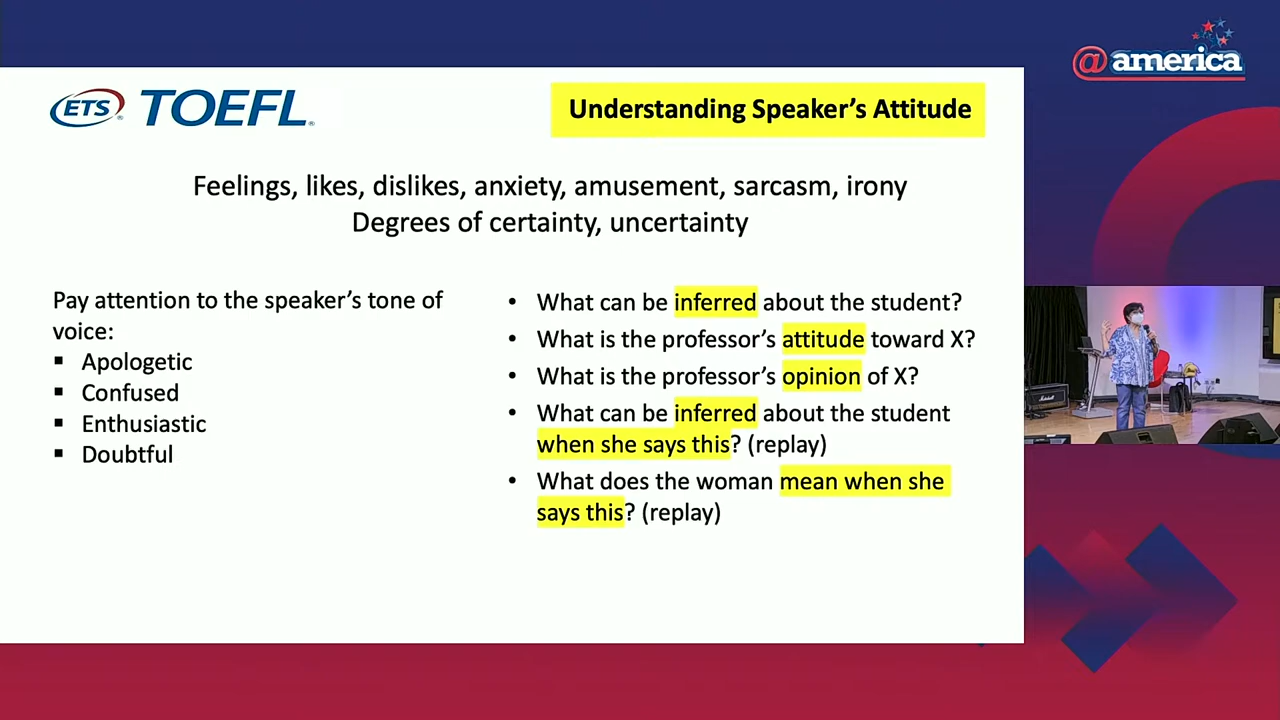 @america
ETS TOEFL
Understanding Speaker's Attitude
Feelings, likes, dislikes, anxiety, amusement, sarcasm, irony
Degrees of certainty, uncertainty
Pay attention to the speaker's tone of
voice:
▪ Apologetic
▪ Confused
▪ Enthusiastic
▪ Doubtful
• What can be inferred about the student?
• What is the professor's attitude toward X?
• What is the professor's opinion of X?
• What can be inferred about the student
when she says this? (replay)
• What does the woman mean when she
says this? (replay)
Marshall